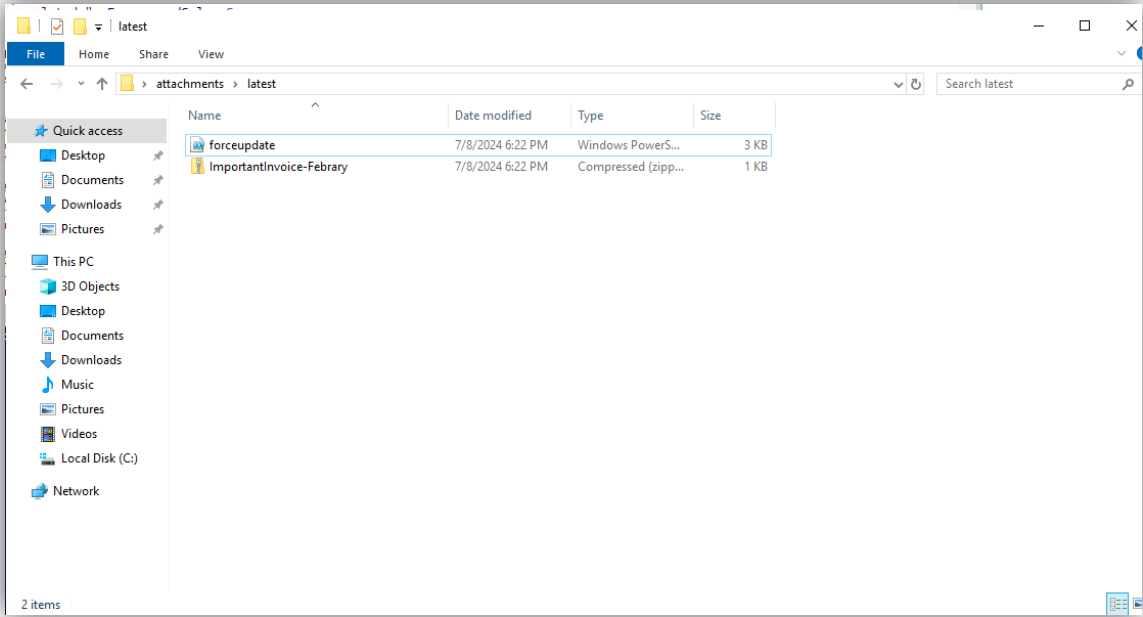 latest
File Home Share View
attachments > latest
Search latest
Name Date modified Type Size
Quick access
forceupdate 7/8/2024 6:22 PM Windows PowerS... 3 KB
Desktop
ImportantInvoice-Febrary 7/8/2024 6:22 PM Compressed (zipp... 1 KB
Documents
Downloads
Pictures
This PC
3D Objects
Desktop
Documents
Downloads
Music
Pictures
Videos
Local Disk (C:)
Network
2 items